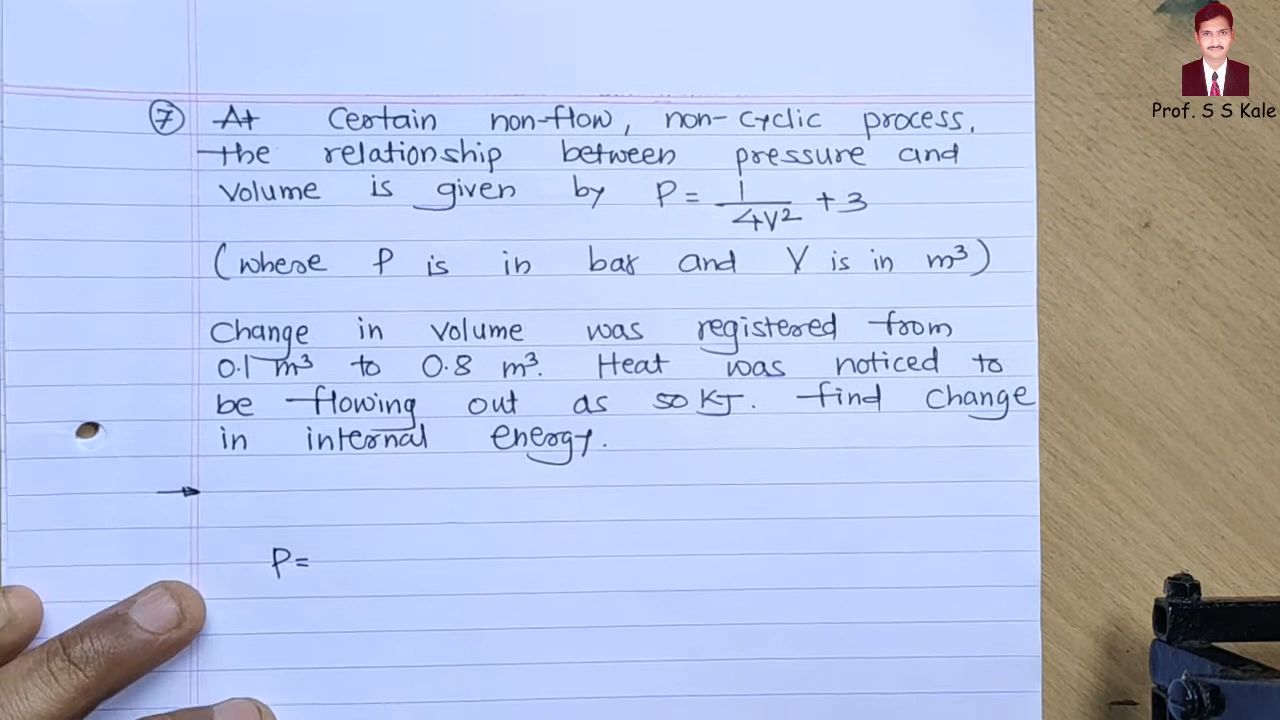 Prof. S S Kale
⑦ At Certain non-flow, non-cyclic process,
the relationship between pressure and
volume is given by P = 1/4V² + 3
(where P is in bar and V is in m³)
Change in volume was registered from
0.1 m³ to 0.8 m³. Heat was noticed to
be flowing out as 50 KJ. find change
in internal energy.
P =